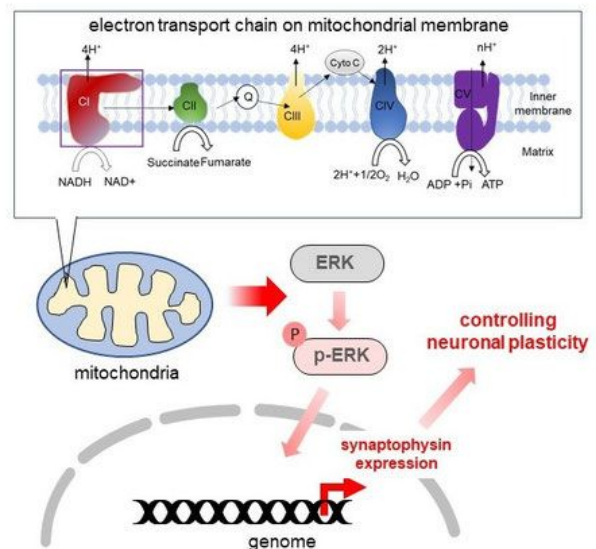 electron transport chain on mitochondrial membrane
4H⁺
4H⁺
Cyto C
2H⁺
nH⁺
CI
CII
Q
CIII
CIV
CV
Inner
membrane
Matrix
NADH NAD+
Succinate Fumarate
2H⁺+1/2O₂ H₂O
ADP +Pi ATP
mitochondria
ERK
P
p-ERK
controlling
neuronal plasticity
synaptophysin
expression
genome